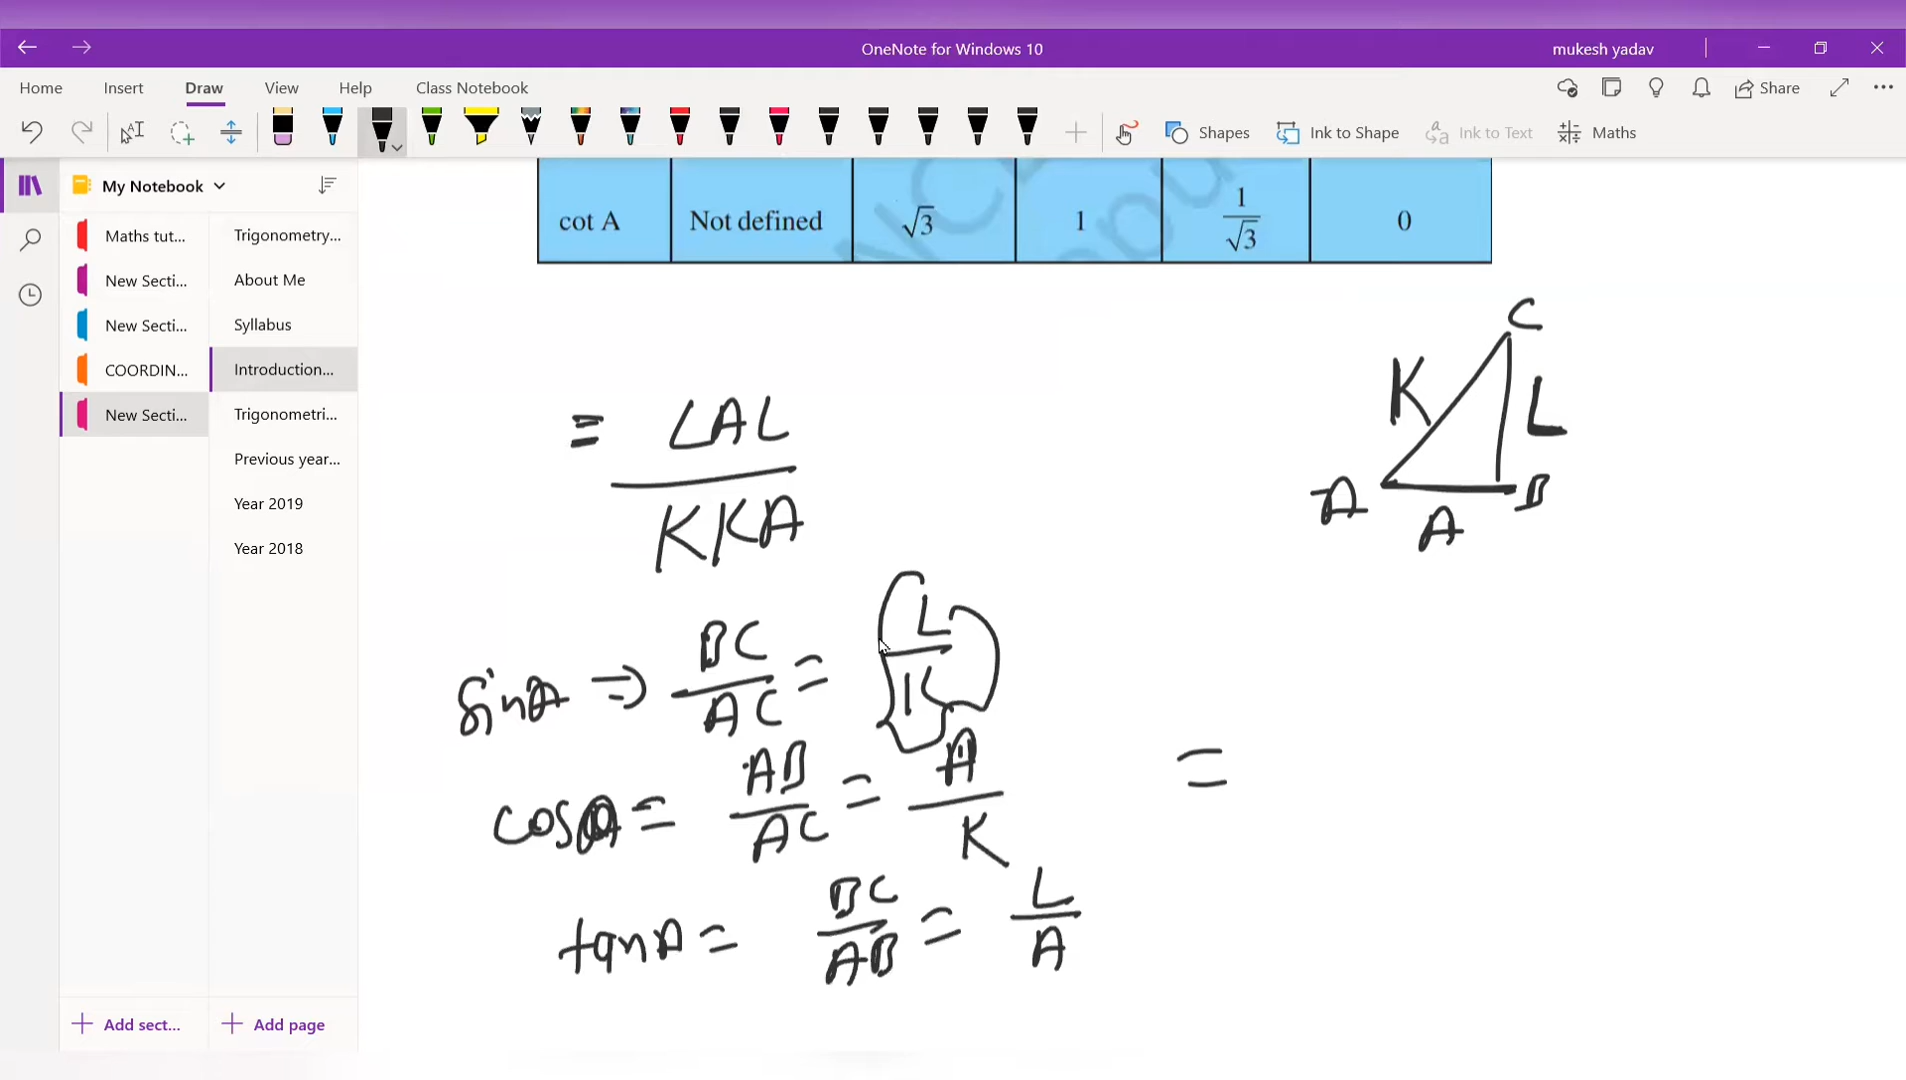 OneNote for Windows 10
mukesh yadav
Home Insert Draw View Help Class Notebook
Share
Shapes Ink to Shape Ink to Text Maths
My Notebook
Maths tut...
New Secti...
New Secti...
COORDIN...
New Secti...
Trigonometry...
About Me
Syllabus
Introduction...
Trigonometri...
Previous year...
Year 2019
Year 2018
Add sect...
Add page
cot A Not defined √3 1 1/√3 0
= LAL/KKA
C
K L
A B
A
sinA ⇒ BC/AC = L/K
cosA = AB/AC = A/K =
tanA = BC/AB = L/A